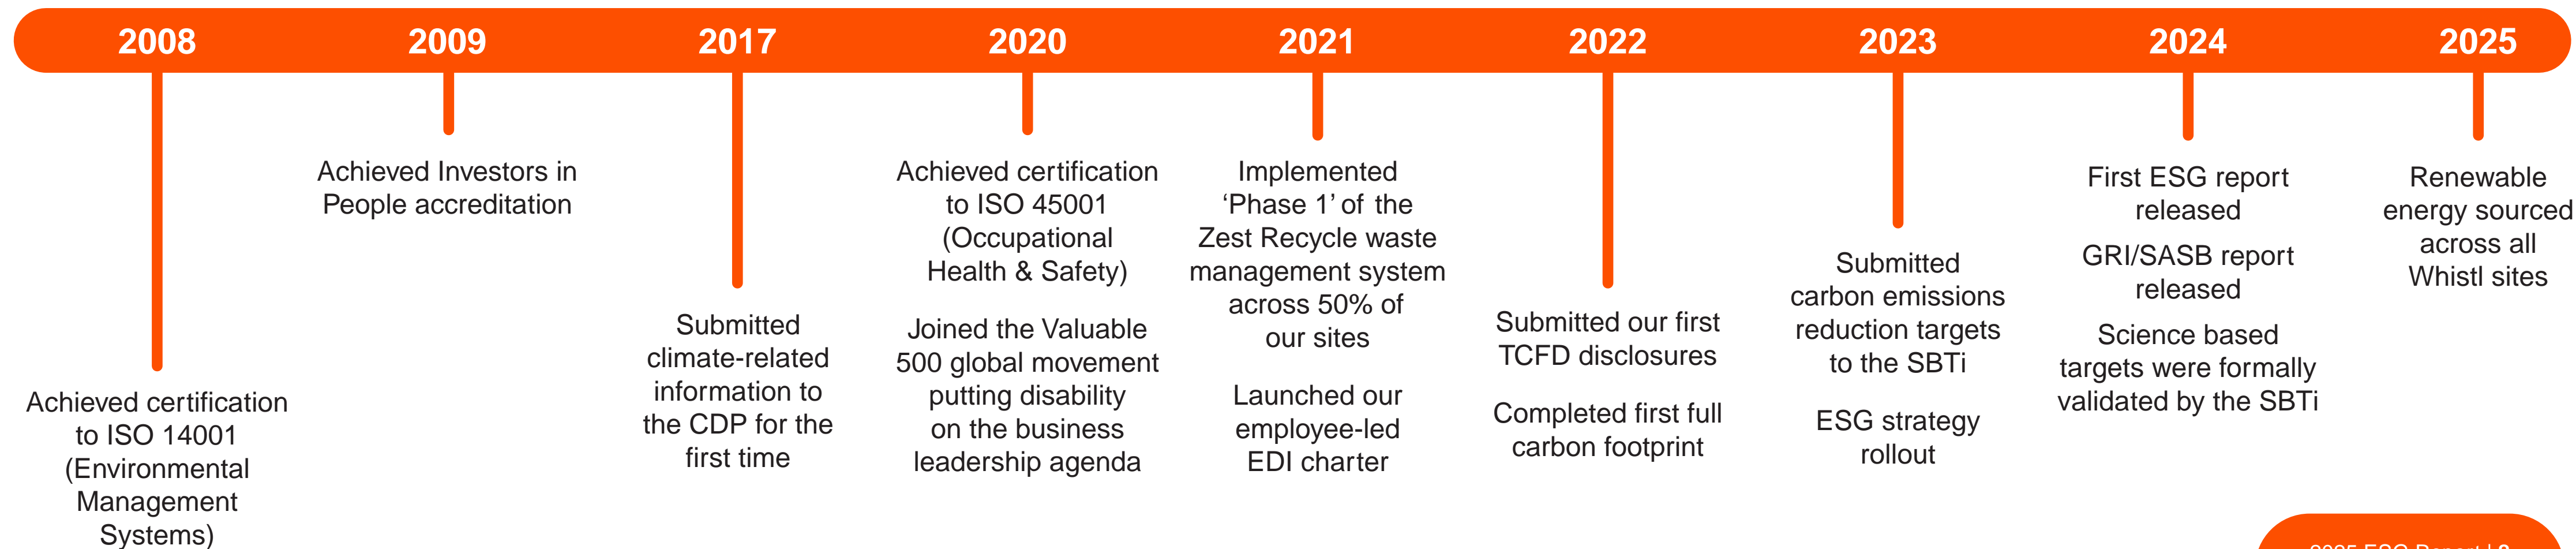 2008
Achieved certification
to ISO 14001
(Environmental
Management
Systems)
2009
Achieved Investors in
People accreditation
2017
Submitted
climate-related
information to
the CDP for the
first time
2020
Achieved certification
to ISO 45001
(Occupational
Health & Safety)
Joined the Valuable
500 global movement
putting disability
on the business
leadership agenda
2021
Implemented
‘Phase 1’ of the
Zest Recycle waste
management system
across 50% of
our sites
Launched our
employee-led
EDI charter
2022
Submitted our first
TCFD disclosures
Completed first full
carbon footprint
2023
Submitted
carbon emissions
reduction targets
to the SBTi
ESG strategy
rollout
2024
First ESG report
released
GRI/SASB report
released
Science based
targets were formally
validated by the SBTi
2025
Renewable
energy sourced
across all
Whistl sites
2025 ESG Report |